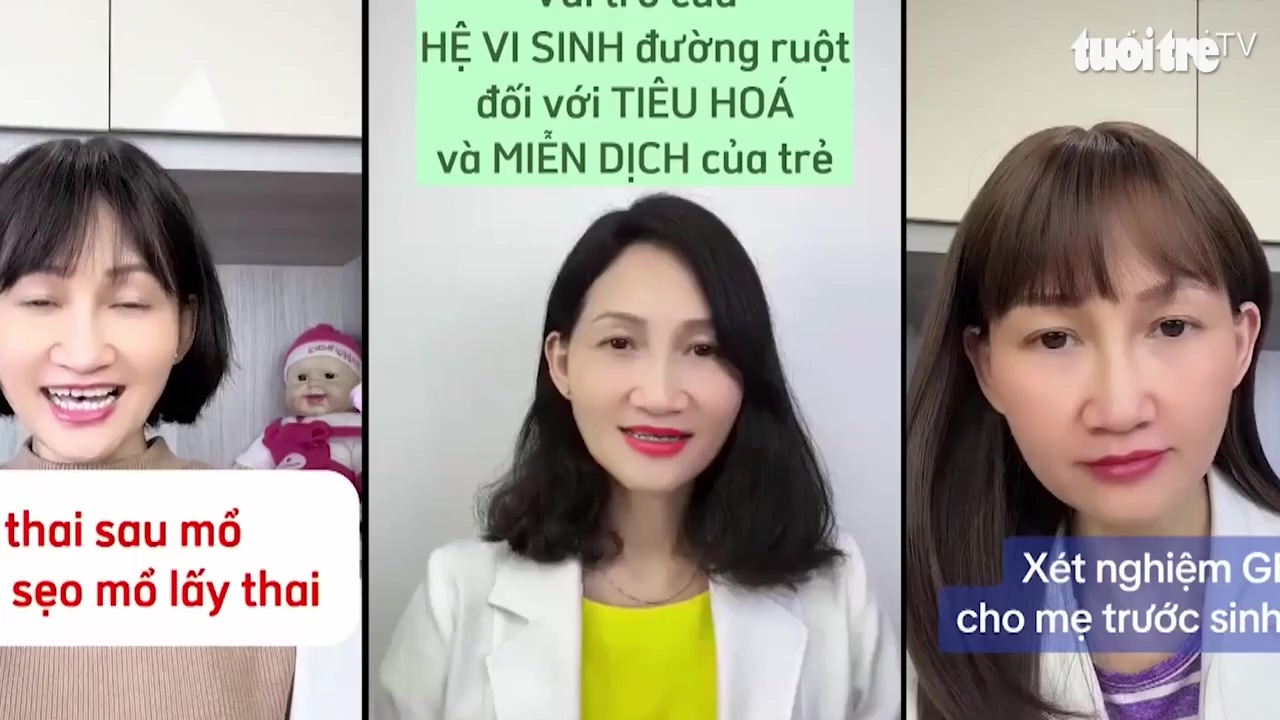 thai sau mổ
sẹo mổ lấy thai
HỆ VI SINH đường ruột
đối với TIÊU HOÁ
và MIỄN DỊCH của trẻ
tuổi trẻ TV
Xét nghiệm
cho mẹ trước sinh